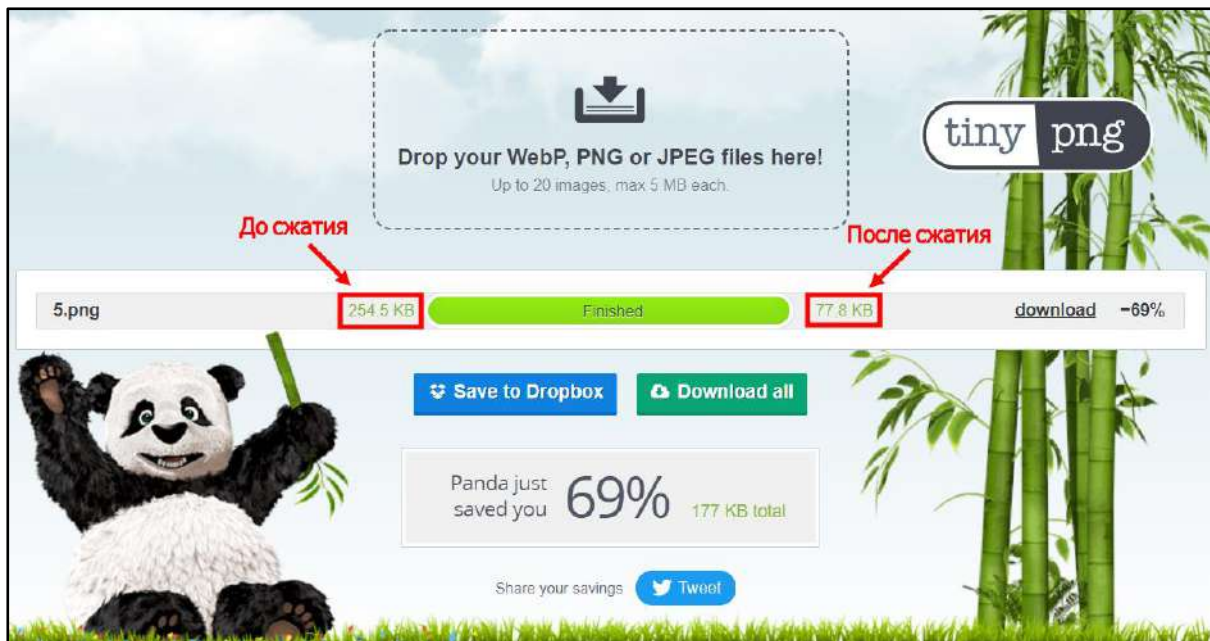 Drop your WebP, PNG or JPEG files here!
Up to 20 images, max 5 MB each.
tiny png
До сжатия
После сжатия
5.png 254.5 KB Finished 77.8 KB download −69%
Save to Dropbox Download all
Panda just
saved you 69% 177 KB total
Share your savings Tweet